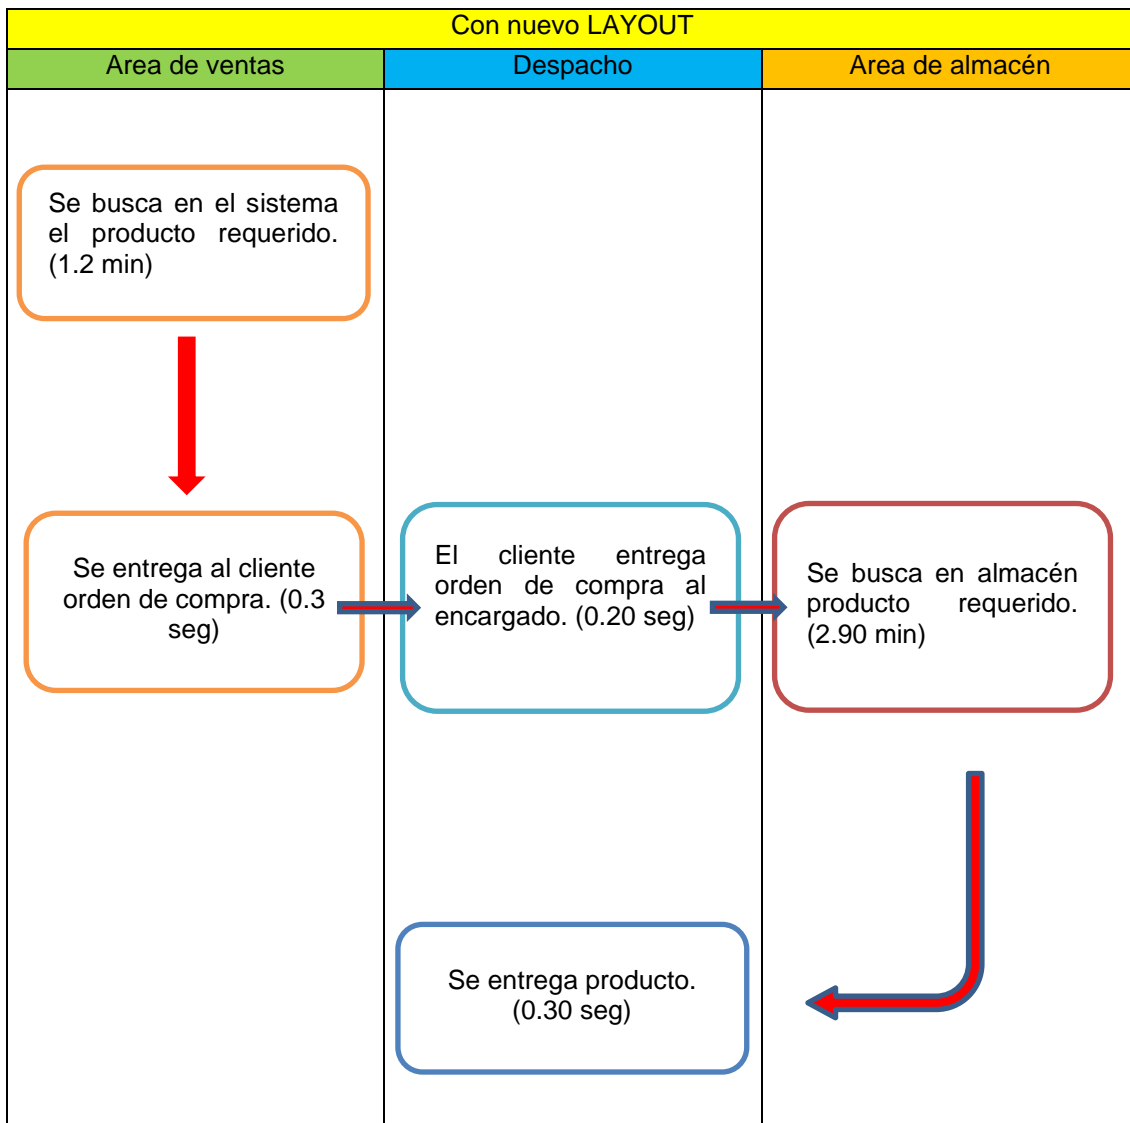 Con nuevo LAYOUT
Area de ventas
Despacho
Area de almacén
Se busca en el sistema
el producto requerido.
(1.2 min)
Se entrega al cliente
orden de compra. (0.3
seg)
El cliente entrega
orden de compra al
encargado. (0.20 seg)
Se busca en almacén
producto requerido.
(2.90 min)
Se entrega producto.
(0.30 seg)